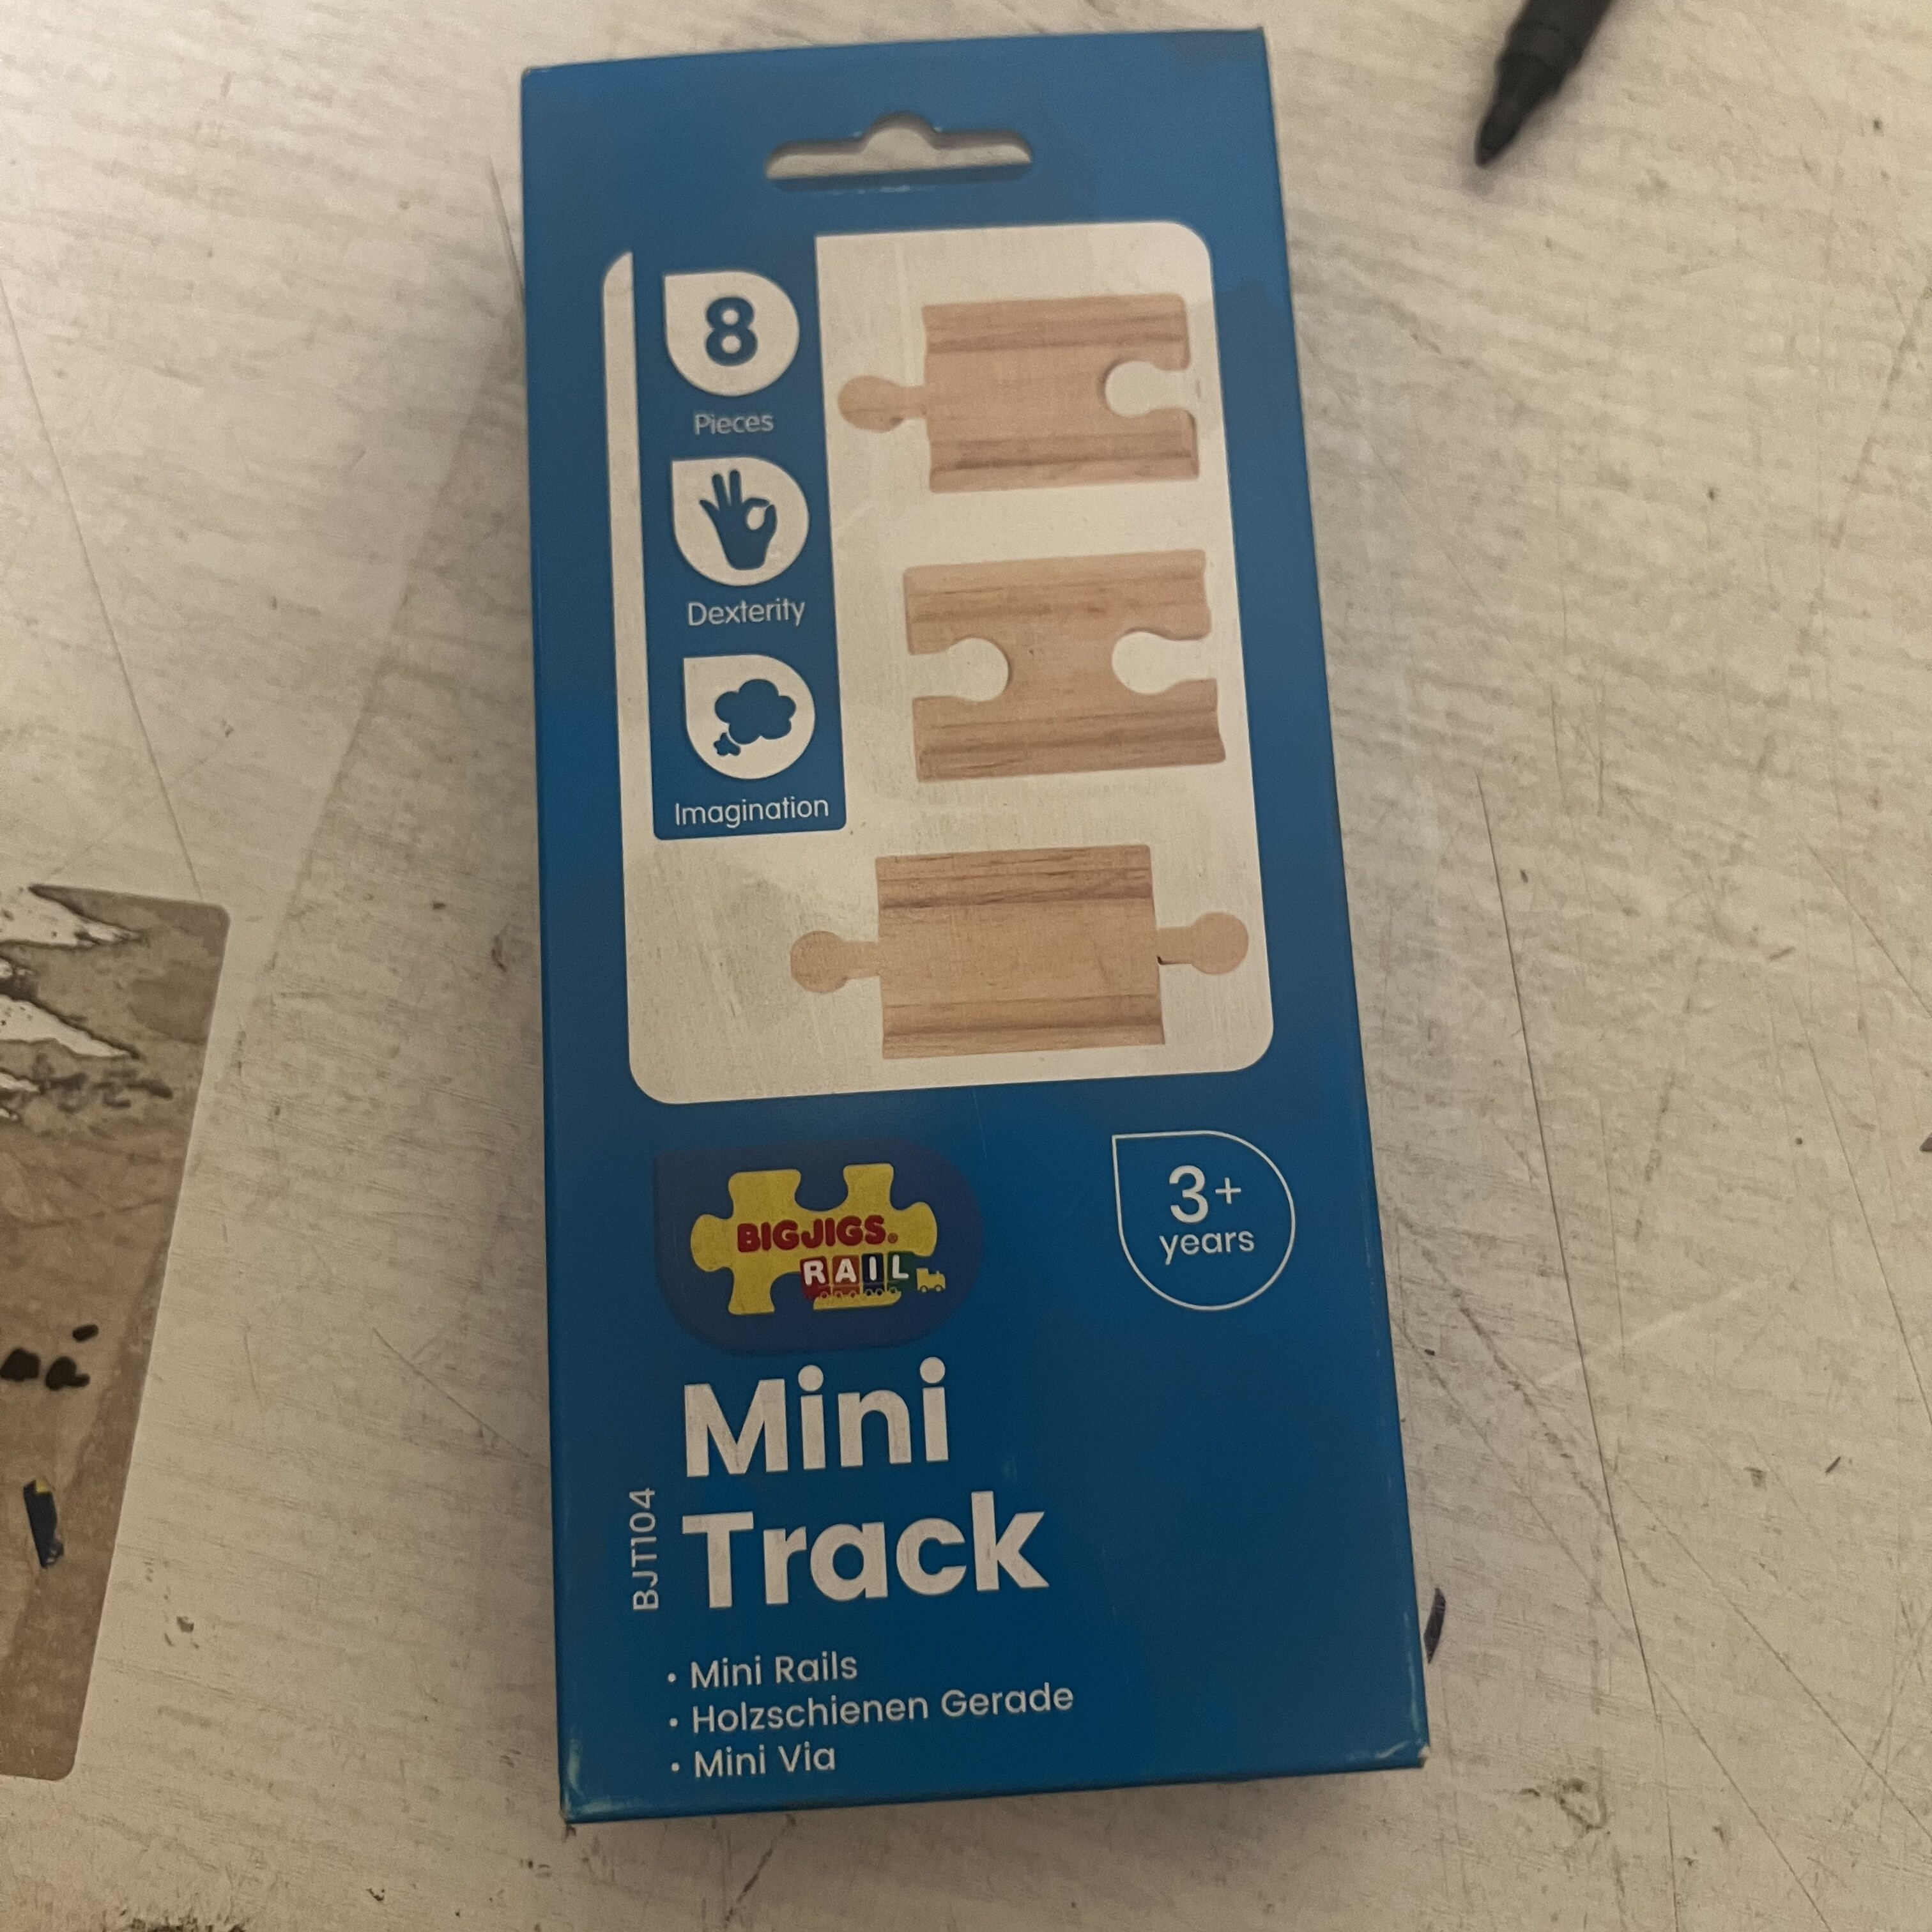 8
Pieces
Dexterity
Imagination
BIGJIGS®
RAIL
3+
years
Mini
Track
BJT104
• Mini Rails
• Holzschienen Gerade
• Mini Via